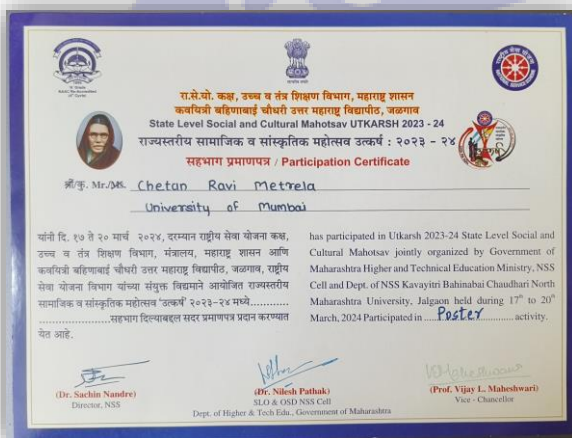 रा.से.यो. कक्ष, उच्च व तंत्र शिक्षण विभाग, महाराष्ट्र शासन
कवयित्री बहिणाबाई चौधरी उत्तर महाराष्ट्र विद्यापीठ, जळगाव
State Level Social and Cultural Mahotsav UTKARSH 2023 - 24
राज्यस्तरीय सामाजिक व सांस्कृतिक महोत्सव उत्कर्ष : २०२३ - २४
सहभाग प्रमाणपत्र / Participation Certificate
श्री/कु. Mr./Ms. Chetan Ravi Metrela
University of Mumbai
यांनी दि. १७ ते २० मार्च २०२४, दरम्यान राष्ट्रीय सेवा योजना कक्ष,
उच्च व तंत्र शिक्षण विभाग, मंत्रालय, महाराष्ट्र शासन आणि
कवयित्री बहिणाबाई चौधरी उत्तर महाराष्ट्र विद्यापीठ, जळगाव, राष्ट्रीय
सेवा योजना विभाग यांच्या संयुक्त विद्यमाने आयोजित राज्यस्तरीय
सामाजिक व सांस्कृतिक महोत्सव 'उत्कर्ष' २०२३-२४ मध्ये............
......................सहभाग दिल्याबद्दल सदर प्रमाणपत्र प्रदान करण्यात
येत आहे.
has participated in Utkarsh 2023-24 State Level Social and
Cultural Mahotsav jointly organized by Government of
Maharashtra Higher and Technical Education Ministry, NSS
Cell and Dept. of NSS Kavayitri Bahinabai Chaudhari North
Maharashtra University, Jalgaon held during 17th to 20th
March, 2024 Participated in .... Poster .......... activity.
(Dr. Sachin Nandre)
Director, NSS
(Dr. Nilesh Pathak)
SLO & OSD NSS Cell
Dept. of Higher & Tech Edu., Government of Maharashtra
(Prof. Vijay L. Maheshwari)
Vice - Chancellor